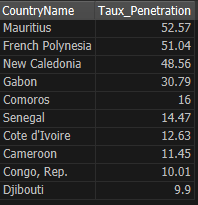 CountryName Taux_Penetration
Mauritius 52.57
French Polynesia 51.04
New Caledonia 48.56
Gabon 30.79
Comoros 16
Senegal 14.47
Cote d'Ivoire 12.63
Cameroon 11.45
Congo, Rep. 10.01
Djibouti 9.9